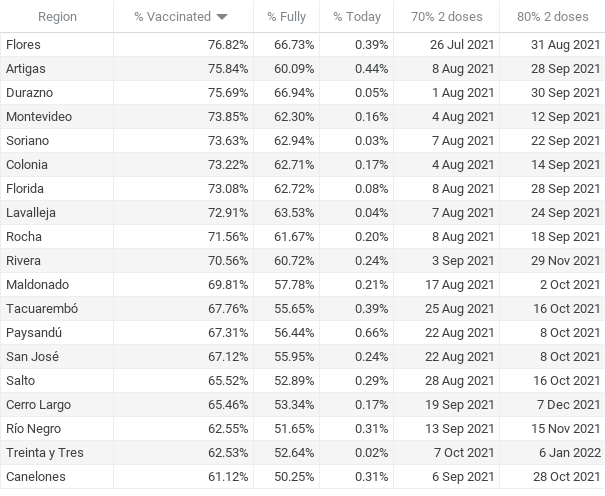 Region % Vaccinated % Fully % Today 70% 2 doses 80% 2 doses
Flores 76.82% 66.73% 0.39% 26 Jul 2021 31 Aug 2021
Artigas 75.84% 60.09% 0.44% 8 Aug 2021 28 Sep 2021
Durazno 75.69% 66.94% 0.05% 1 Aug 2021 30 Sep 2021
Montevideo 73.85% 62.30% 0.16% 4 Aug 2021 12 Sep 2021
Soriano 73.63% 62.94% 0.03% 7 Aug 2021 22 Sep 2021
Colonia 73.22% 62.71% 0.17% 4 Aug 2021 14 Sep 2021
Florida 73.08% 62.72% 0.08% 8 Aug 2021 28 Sep 2021
Lavalleja 72.91% 63.53% 0.04% 7 Aug 2021 24 Sep 2021
Rocha 71.56% 61.67% 0.20% 8 Aug 2021 18 Sep 2021
Rivera 70.56% 60.72% 0.24% 3 Sep 2021 29 Nov 2021
Maldonado 69.81% 57.78% 0.21% 17 Aug 2021 2 Oct 2021
Tacuarembó 67.76% 55.65% 0.39% 25 Aug 2021 16 Oct 2021
Paysandú 67.31% 56.44% 0.66% 22 Aug 2021 8 Oct 2021
San José 67.12% 55.95% 0.24% 22 Aug 2021 8 Oct 2021
Salto 65.52% 52.89% 0.29% 28 Aug 2021 16 Oct 2021
Cerro Largo 65.46% 53.34% 0.17% 19 Sep 2021 7 Dec 2021
Río Negro 62.55% 51.65% 0.31% 13 Sep 2021 15 Nov 2021
Treinta y Tres 62.53% 52.64% 0.02% 7 Oct 2021 6 Jan 2022
Canelones 61.12% 50.25% 0.31% 6 Sep 2021 28 Oct 2021